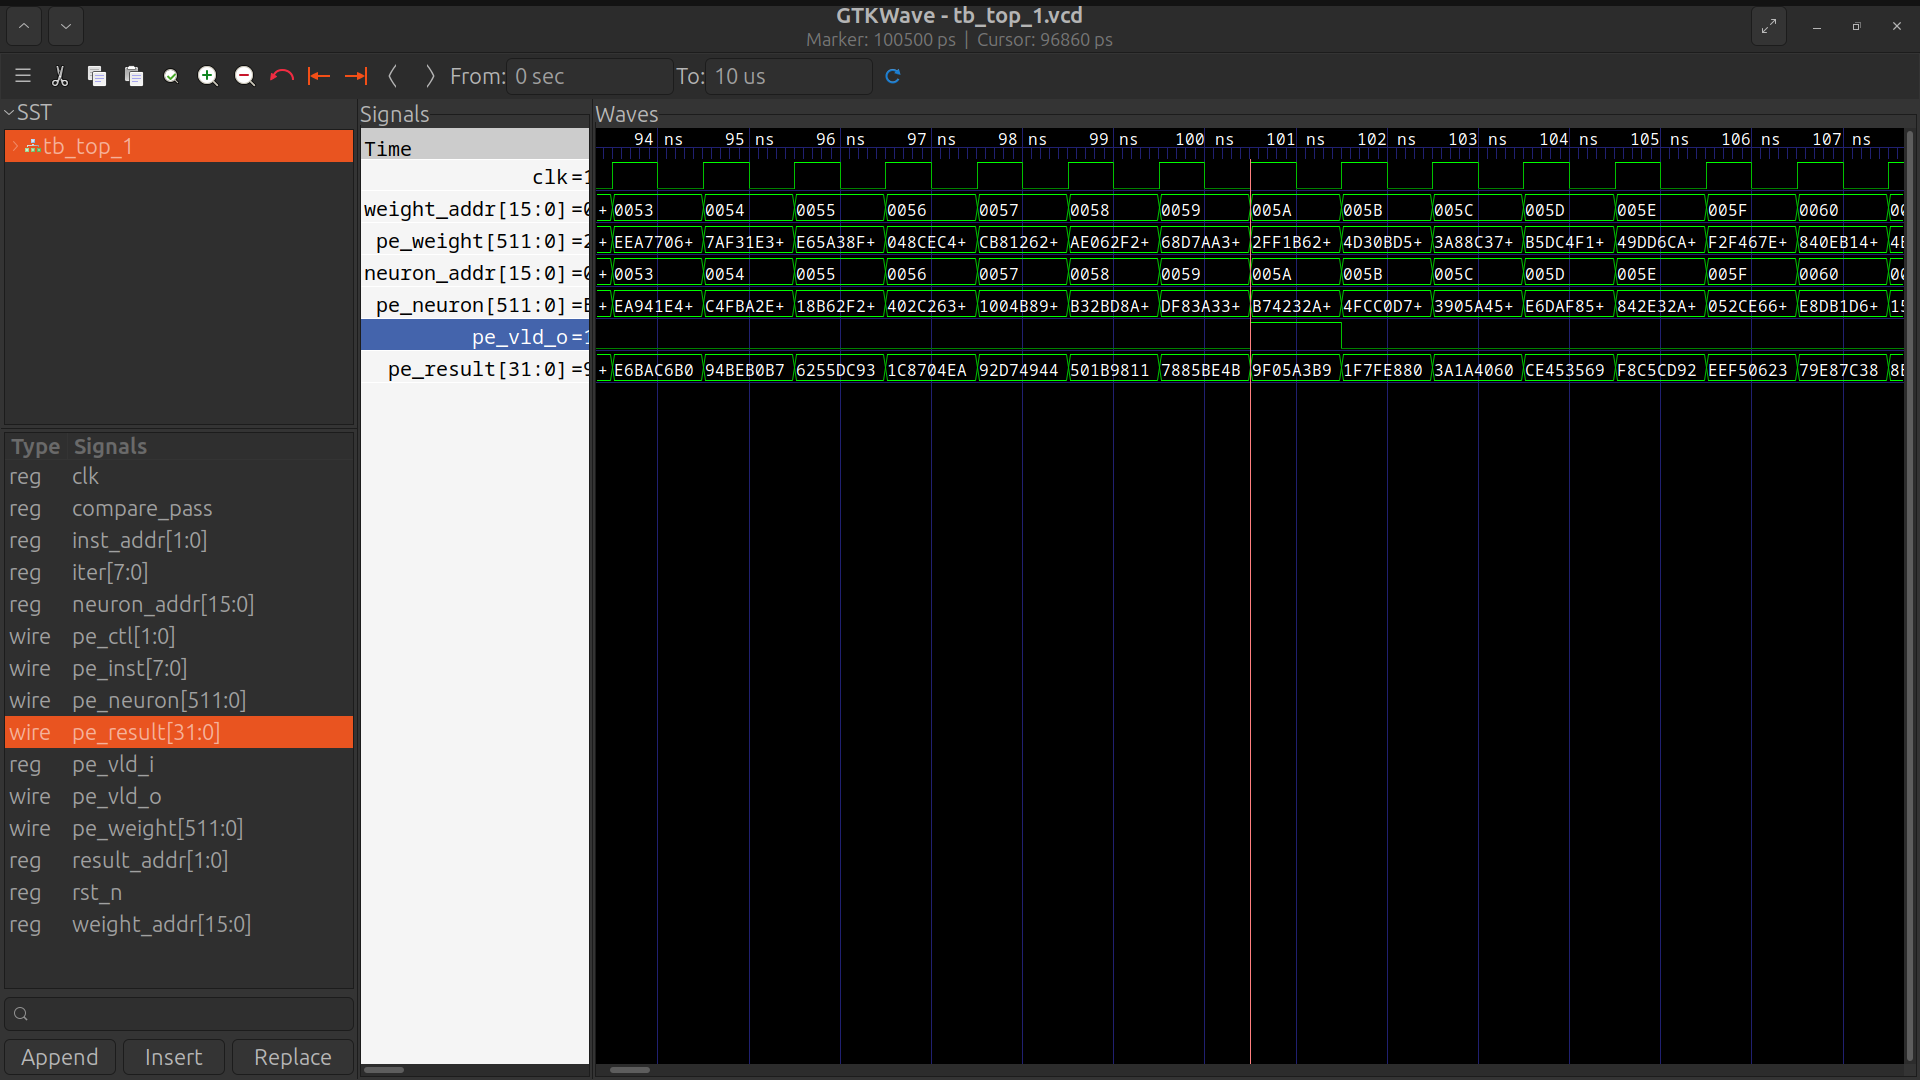 GTKWave - tb_top_1.vcd
Marker: 100500 ps | Cursor: 96860 ps
From: 0 sec To: 10 us
SST
tb_top_1
Type Signals
reg clk
reg compare_pass
reg inst_addr[1:0]
reg iter[7:0]
reg neuron_addr[15:0]
wire pe_ctl[1:0]
wire pe_inst[7:0]
wire pe_neuron[511:0]
wire pe_result[31:0]
reg pe_vld_i
wire pe_vld_o
wire pe_weight[511:0]
reg result_addr[1:0]
reg rst_n
reg weight_addr[15:0]
Append Insert Replace
Signals
Time
clk=1
weight_addr[15:0]=0
pe_weight[511:0]=2
neuron_addr[15:0]=0
pe_neuron[511:0]=B
pe_vld_o=1
pe_result[31:0]=9
Waves
94 ns 95 ns 96 ns 97 ns 98 ns 99 ns 100 ns 101 ns 102 ns 103 ns 104 ns 105 ns 106 ns 107 ns
+ 0053 0054 0055 0056 0057 0058 0059 005A 005B 005C 005D 005E 005F 0060 00
+ EEA7706+ 7AF31E3+ E65A38F+ 048CEC4+ CB81262+ AE062F2+ 68D7AA3+ 2FF1B62+ 4D30BD5+ 3A88C37+ B5DC4F1+ 49DD6CA+ F2F467E+ 840EB14+
+ 0053 0054 0055 0056 0057 0058 0059 005A 005B 005C 005D 005E 005F 0060 00
+ EA941E4+ C4FBA2E+ 18B62F2+ 402C263+ 1004B89+ B32BD8A+ DF83A33+ B74232A+ 4FCC0D7+ 3905A45+ E6DAF85+ 842E32A+ 052CE66+ E8DB1D6+ 15
+ E6BAC6B0 94BEB0B7 6255DC93 1C8704EA 92D74944 501B9811 7885BE4B 9F05A3B9 1F7FE880 3A1A4060 CE453569 F8C5CD92 EEF50623 79E87C38